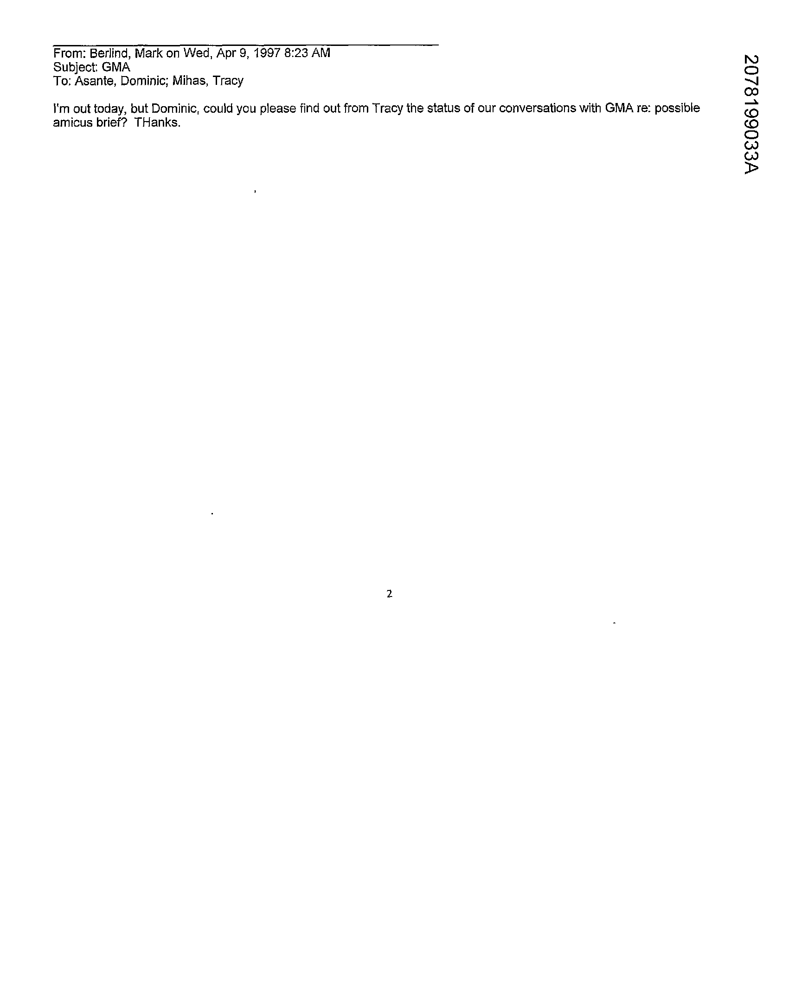 From: Berlind, Mark on Wed, Apr 9, 1997 8:23 AM
Subject: GMA
To: Asante, Dominic; Mihas, Tracy
I'm out today, but Dominic, could you please find out from Tracy the status of our conversations with GMA re: possible
amicus brief? THanks.
2078199033A
2